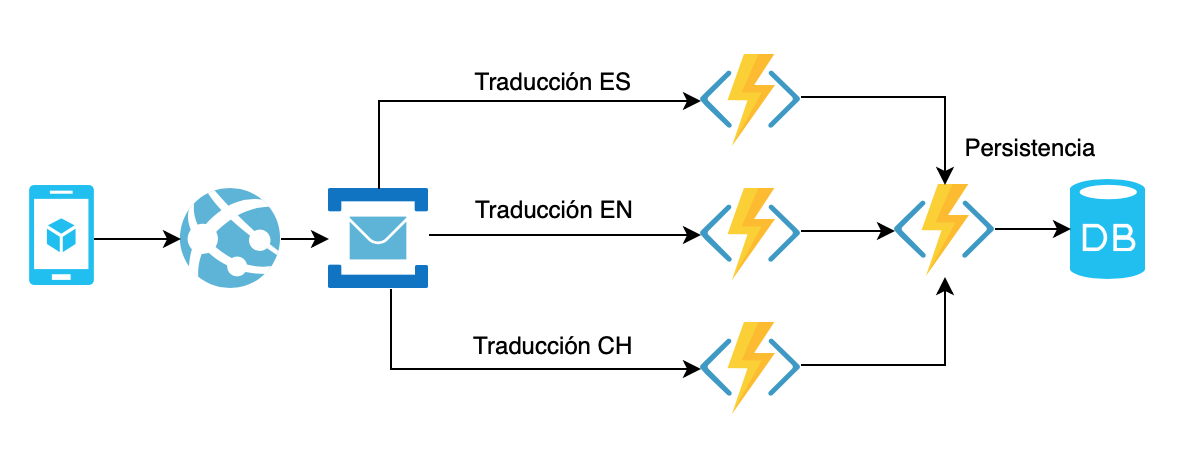 Traducción ES
Persistencia
Traducción EN
DB
Traducción CH